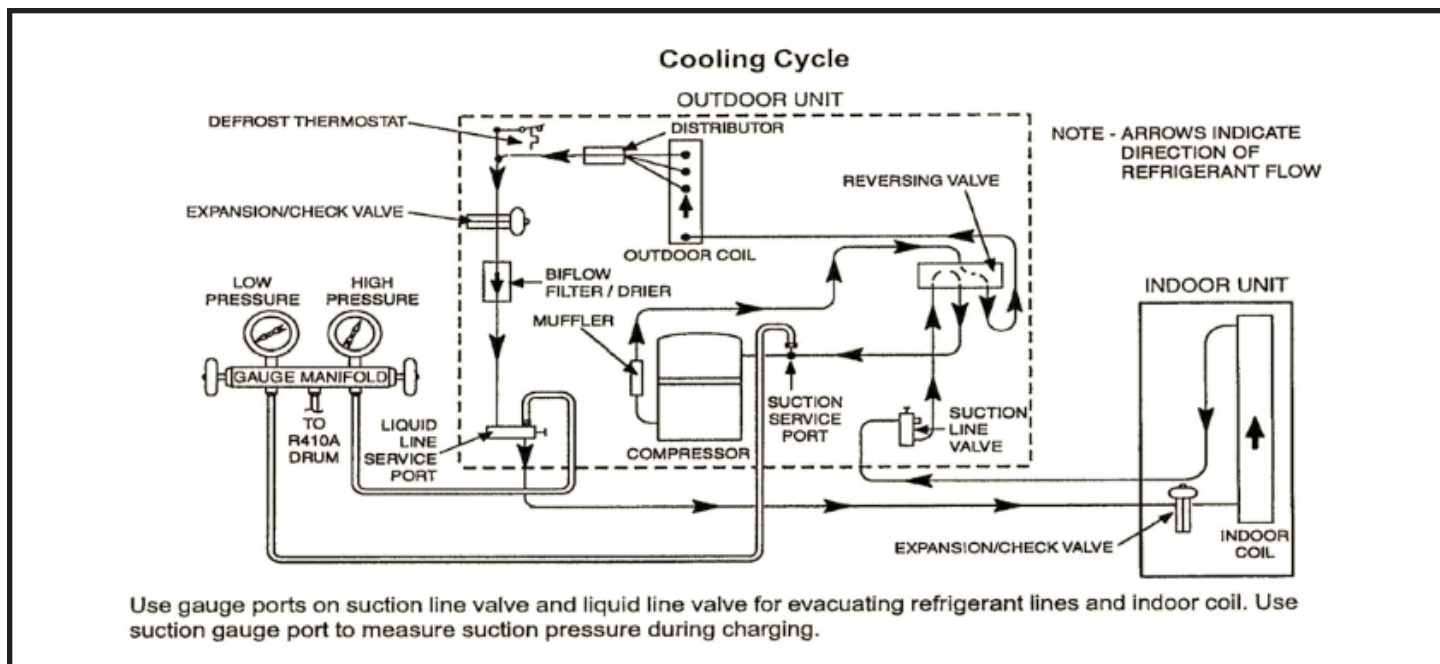 Cooling Cycle
OUTDOOR UNIT
DEFROST THERMOSTAT
DISTRIBUTOR
NOTE - ARROWS INDICATE
DIRECTION OF
REFRIGERANT FLOW
REVERSING VALVE
EXPANSION/CHECK VALVE
OUTDOOR COIL
LOW
PRESSURE
HIGH
PRESSURE
BIFLOW
FILTER / DRIER
INDOOR UNIT
MUFFLER
GAUGE MANIFOLD
TO
R410A
DRUM
LIQUID
LINE
SERVICE
PORT
COMPRESSOR
SUCTION
SERVICE
PORT
SUCTION
LINE
VALVE
EXPANSION/CHECK VALVE
INDOOR
COIL
Use gauge ports on suction line valve and liquid line valve for evacuating refrigerant lines and indoor coil. Use
suction gauge port to measure suction pressure during charging.